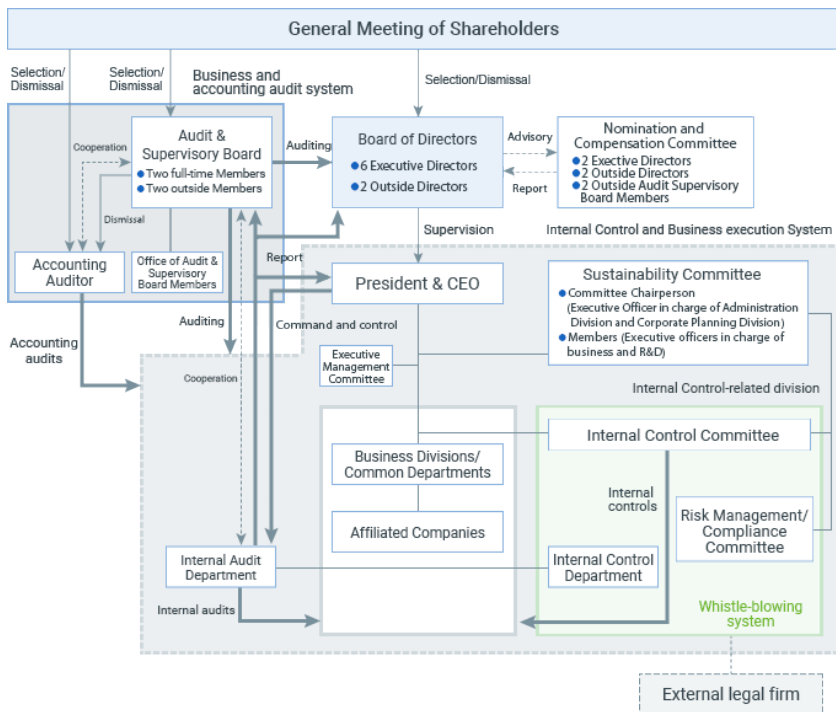 General Meeting of Shareholders
Selection/
Dismissal
Selection/
Dismissal
Business and
accounting audit system
Selection/Dismissal
Cooperation
Audit &
Supervisory Board
Two full-time Members
Two outside Members
Auditing
Board of Directors
6 Executive Directors
2 Outside Directors
Advisory
Report
Nomination and
Compensation Committee
2 Exective Directors
2 Outside Directors
2 Outside Audit Supervisory
Board Members
Dismissal
Accounting
Auditor
Office of Audit &
Supervisory
Board Members
Supervision
Internal Control and Business execution System
Report
President & CEO
Sustainability Committee
Committee Chairperson
(Executive Officer in charge of Administration
Division and Corporate Planning Division)
Members (Executive officers in charge of
business and R&D)
Auditing
Command and control
Accounting
audits
Executive
Management
Committee
Cooperation
Internal Control-related division
Internal Control Committee
Business Divisions/
Common Departments
Internal
controls
Affiliated Companies
Risk Management/
Compliance
Committee
Internal Audit
Department
Internal Control
Department
Internal audits
Whistle-blowing
system
External legal firm